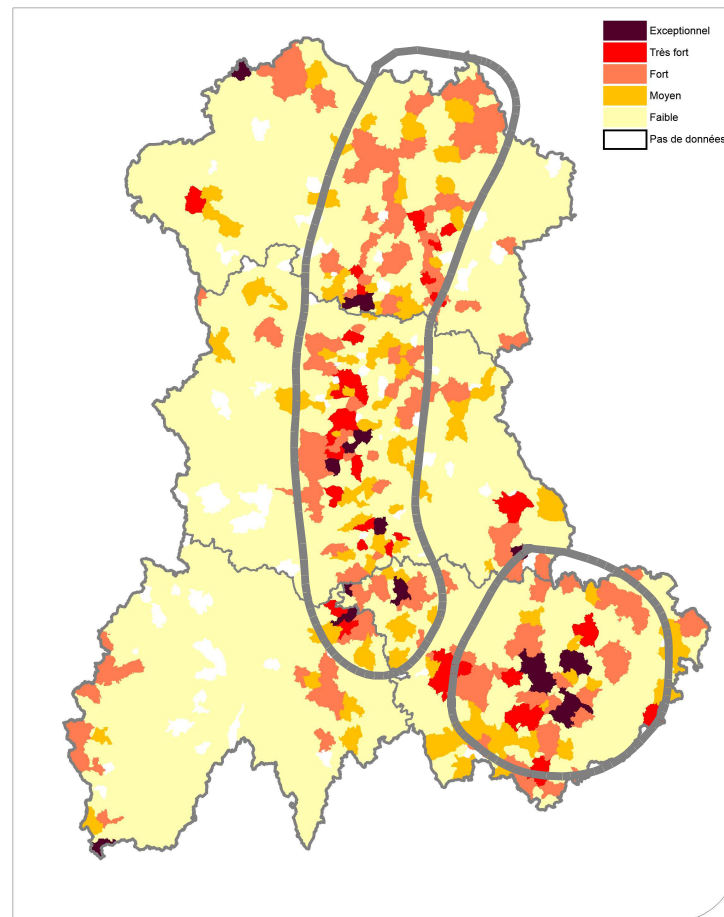 Exceptionnel
Très fort
Fort
Moyen
Faible
Pas de données